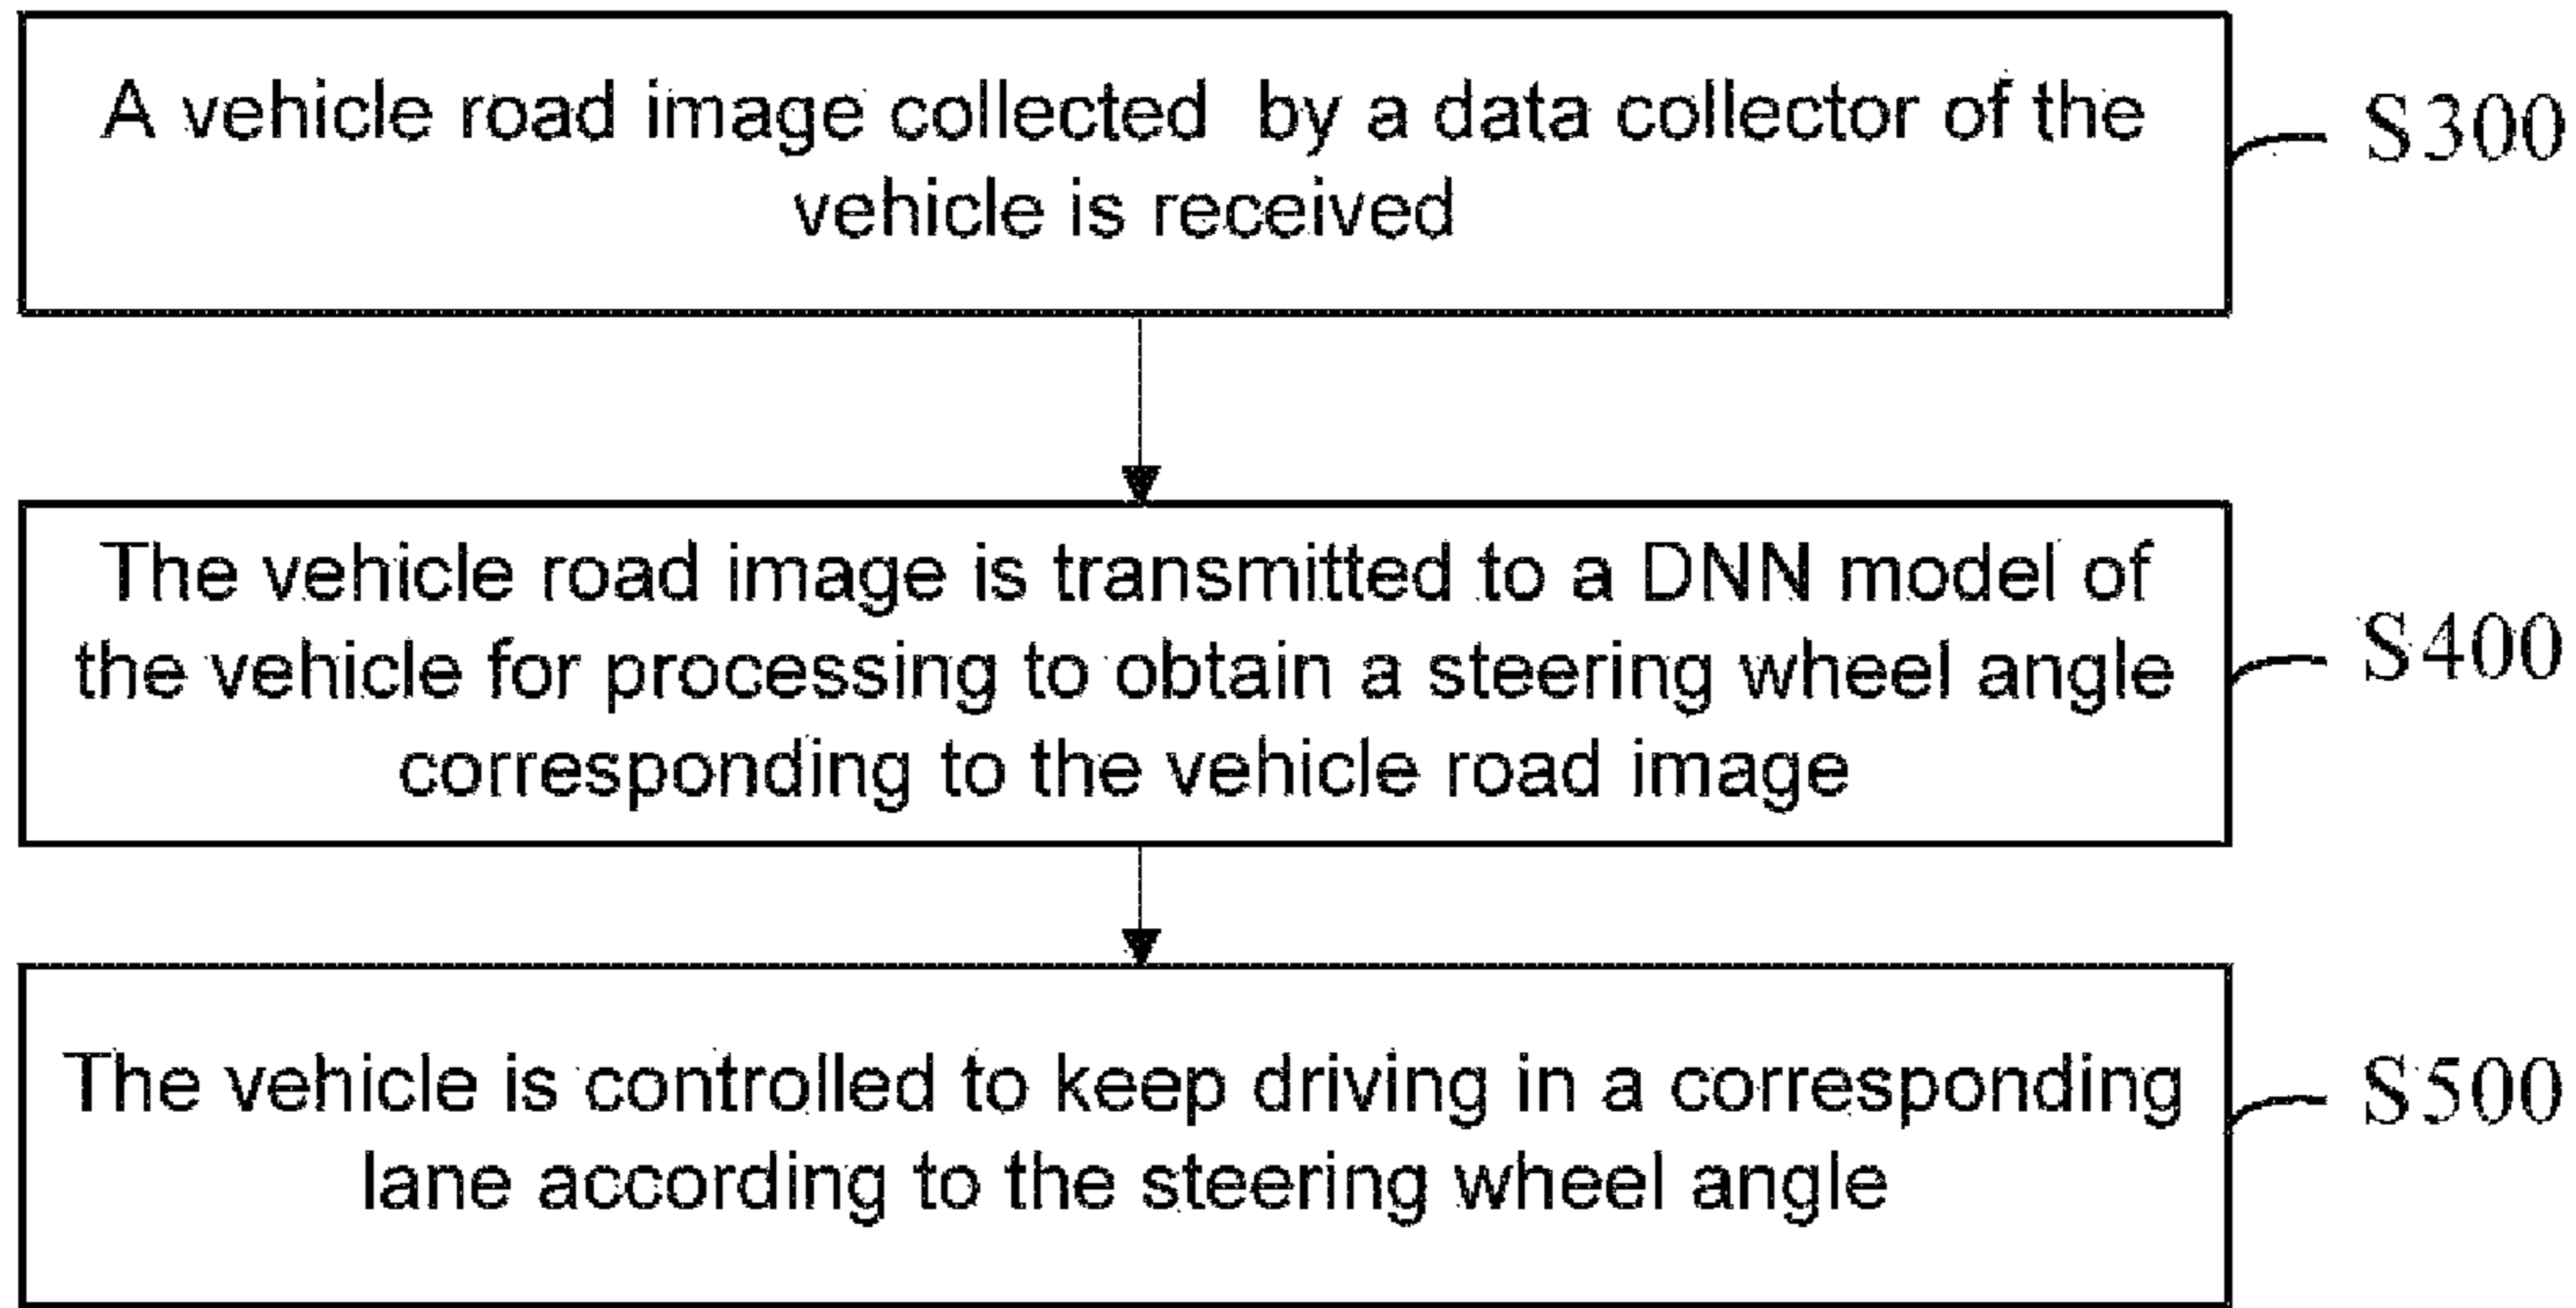 A vehicle road image collected by a data collector of the
vehicle is received
S300
The vehicle road image is transmitted to a DNN model of
the vehicle for processing to obtain a steering wheel angle
corresponding to the vehicle road image
S400
The vehicle is controlled to keep driving in a corresponding
lane according to the steering wheel angle
S500